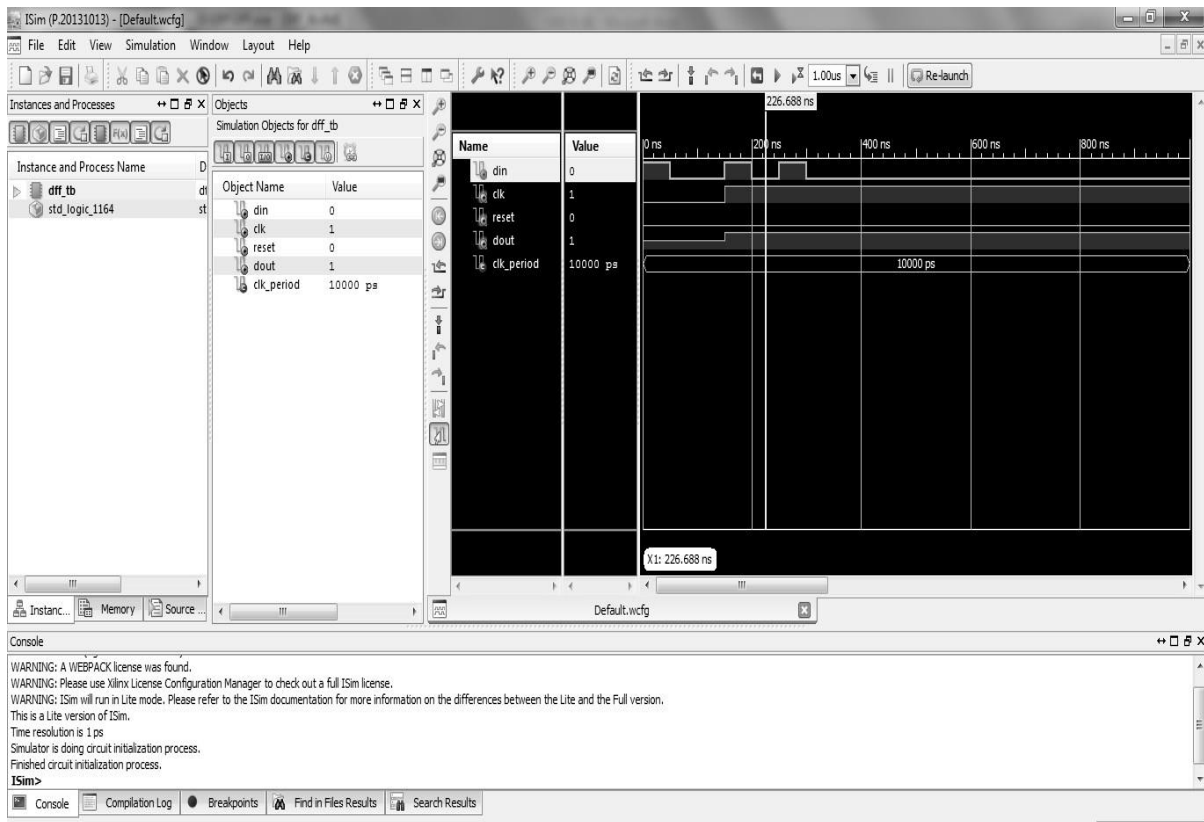 ISim (P.20131013) - [Default.wcfg]
File Edit View Simulation Window Layout Help
1.00us Re-launch
Instances and Processes
Instance and Process Name D
dff_tb
std_logic_1164 st
Objects
Simulation Objects for dff_tb
Object Name Value
din 0
clk 1
reset 0
dout 1
clk_period 10000 ps
226.688 ns
Name Value
0 ns 200 ns 400 ns 600 ns 800 ns
din 0
clk 1
reset 0
dout 1
clk_period 10000 ps 10000 ps
X1: 226.688 ns
Instanc... Memory Source ...
Default.wcfg
Console
WARNING: A WEBPACK license was found.
WARNING: Please use Xilinx License Configuration Manager to check out a full ISim license.
WARNING: ISim will run in Lite mode. Please refer to the ISim documentation for more information on the differences between the Lite and the Full version.
This is a Lite version of ISim.
Time resolution is 1 ps
Simulator is doing circuit initialization process.
Finished circuit initialization process.
ISim>
Console Compilation Log Breakpoints Find in Files Results Search Results